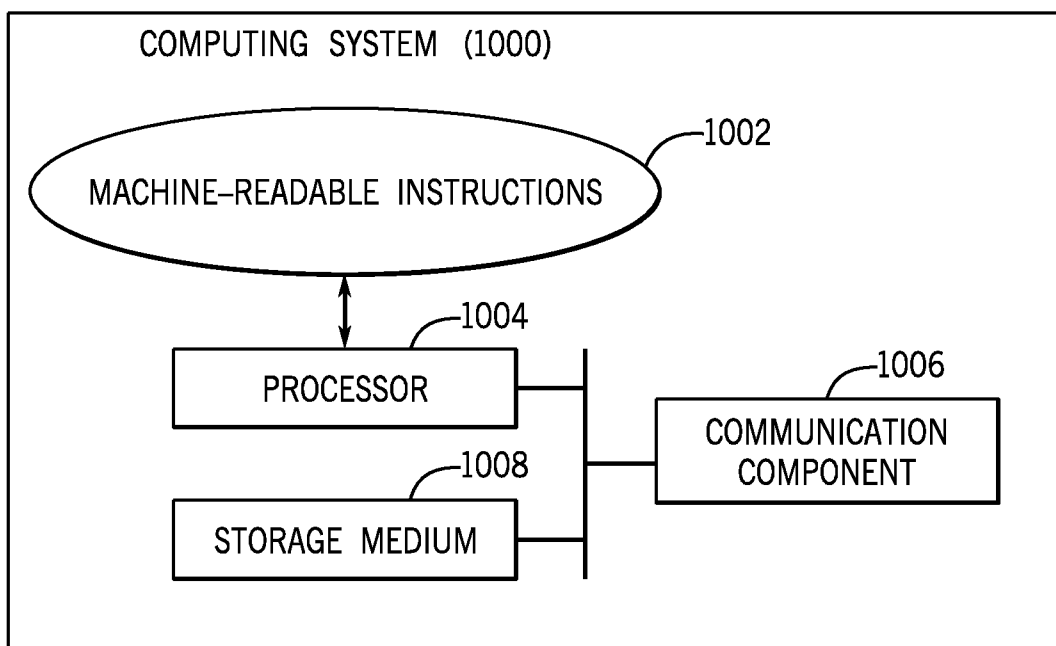 COMPUTING SYSTEM (1000)
1002
MACHINE–READABLE INSTRUCTIONS
1004
PROCESSOR
1006
COMMUNICATION
COMPONENT
1008
STORAGE MEDIUM